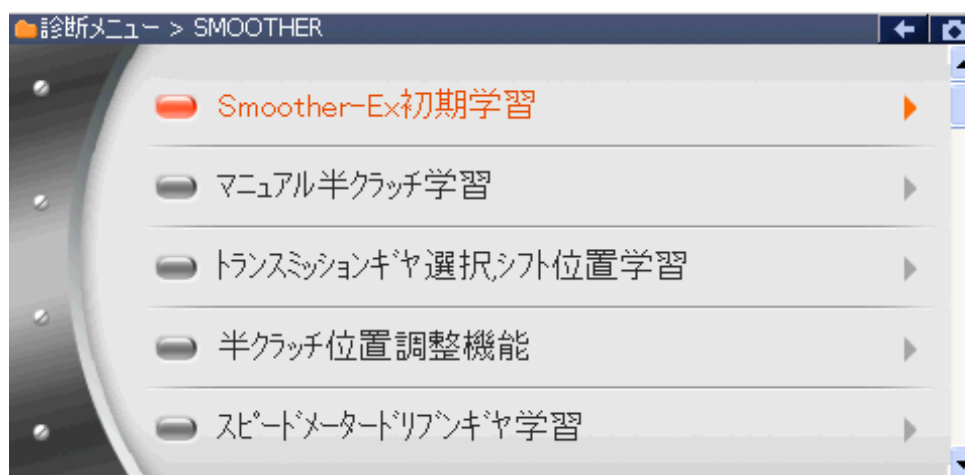 診断メニュー > SMOOTHER
Smoother-Ex初期学習
マニュアル半クラッチ学習
トランスミッションギヤ選択,シフト位置学習
半クラッチ位置調整機能
スピードメータードリブンギヤ学習